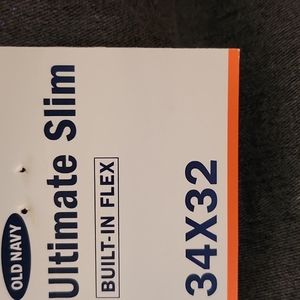 OLD NAVY
Ultimate Slim
BUILT-IN FLEX
34X32